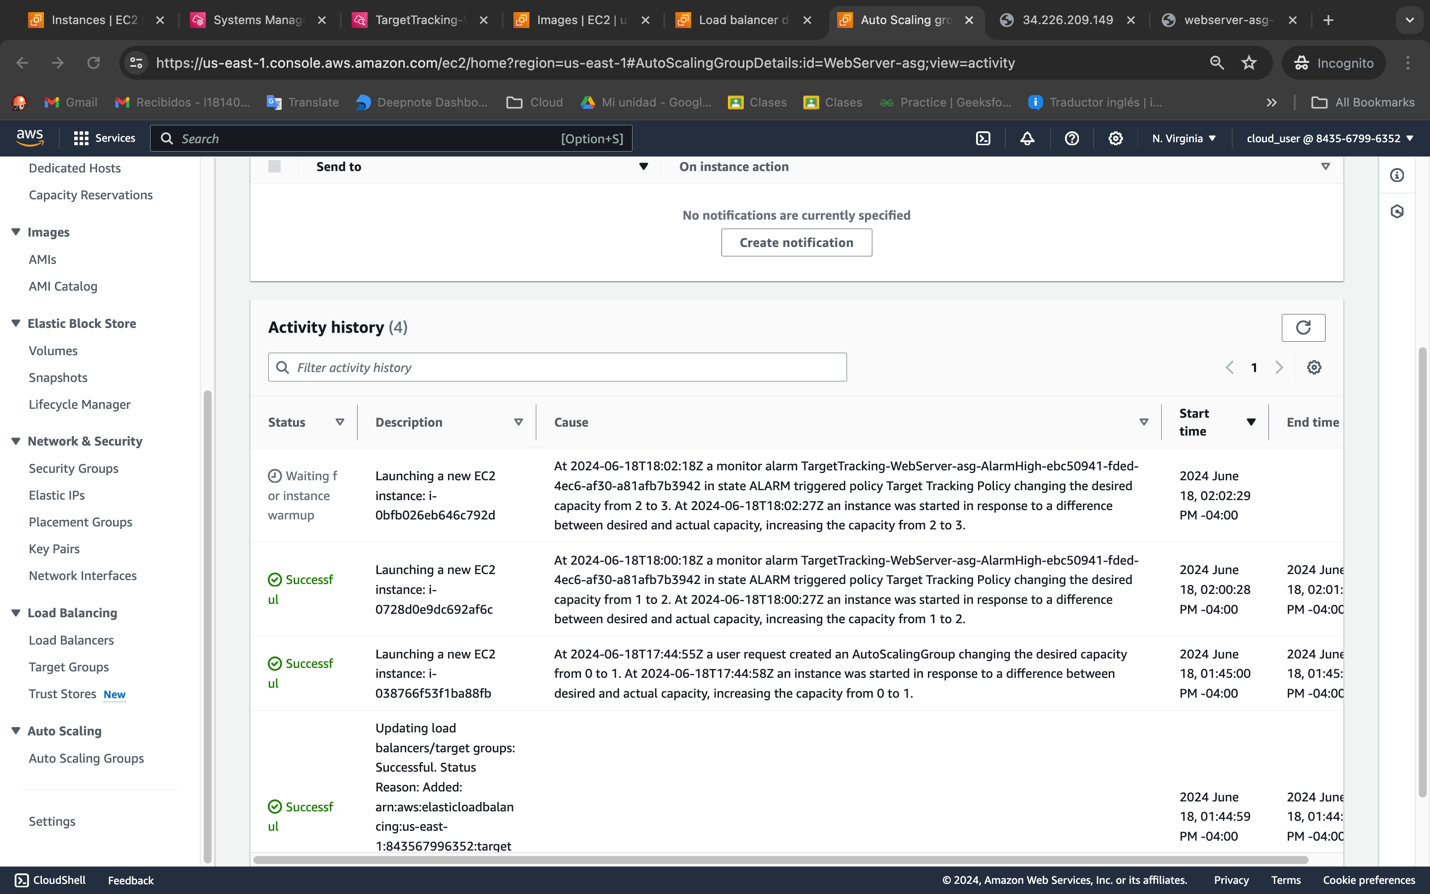 Instances | EC2
Systems Manag
TargetTracking-
Images | EC2 | u
Load balancer d
Auto Scaling gro
34.226.209.149
webserver-asg-
https://us-east-1.console.aws.amazon.com/ec2/home?region=us-east-1#AutoScalingGroupDetails:id=WebServer-asg;view=activity
Incognito
Gmail
Recibidos - l18140...
Translate
Deepnote Dashbo...
Cloud
Mi unidad - Googl...
Clases
Clases
Practice | Geeksfo...
Traductor inglés | i...
All Bookmarks
aws
Services
Search
[Option+S]
N. Virginia
cloud_user @ 8435-6799-6352
Dedicated Hosts
Capacity Reservations
Images
AMIs
AMI Catalog
Elastic Block Store
Volumes
Snapshots
Lifecycle Manager
Network & Security
Security Groups
Elastic IPs
Placement Groups
Key Pairs
Network Interfaces
Load Balancing
Load Balancers
Target Groups
Trust Stores New
Auto Scaling
Auto Scaling Groups
Settings
Send to
On instance action
No notifications are currently specified
Create notification
Activity history (4)
Filter activity history
1
Status
Description
Cause
Start
time
End time
Waiting f
or instance
warmup
Launching a new EC2
instance: i-
0bfb026eb646c792d
At 2024-06-18T18:02:18Z a monitor alarm TargetTracking-WebServer-asg-AlarmHigh-ebc50941-fded-
4ec6-af30-a81afb7b3942 in state ALARM triggered policy Target Tracking Policy changing the desired
capacity from 2 to 3. At 2024-06-18T18:02:27Z an instance was started in response to a difference
between desired and actual capacity, increasing the capacity from 2 to 3.
2024 June
18, 02:02:29
PM -04:00
Successf
ul
Launching a new EC2
instance: i-
0728d0e9dc692af6c
At 2024-06-18T18:00:18Z a monitor alarm TargetTracking-WebServer-asg-AlarmHigh-ebc50941-fded-
4ec6-af30-a81afb7b3942 in state ALARM triggered policy Target Tracking Policy changing the desired
capacity from 1 to 2. At 2024-06-18T18:00:27Z an instance was started in response to a difference
between desired and actual capacity, increasing the capacity from 1 to 2.
2024 June
18, 02:00:28
PM -04:00
2024 June
18, 02:01:
PM -04:00
Successf
ul
Launching a new EC2
instance: i-
038766f53f1ba88fb
At 2024-06-18T17:44:55Z a user request created an AutoScalingGroup changing the desired capacity
from 0 to 1. At 2024-06-18T17:44:58Z an instance was started in response to a difference between
desired and actual capacity, increasing the capacity from 0 to 1.
2024 June
18, 01:45:00
PM -04:00
2024 June
18, 01:45:
PM -04:00
Successf
ul
Updating load
balancers/target groups:
Successful. Status
Reason: Added:
arn:aws:elasticloadbalan
cing:us-east-
1:843567996352:target
2024 June
18, 01:44:59
PM -04:00
2024 June
18, 01:44:
PM -04:00
CloudShell
Feedback
© 2024, Amazon Web Services, Inc. or its affiliates.
Privacy
Terms
Cookie preferences